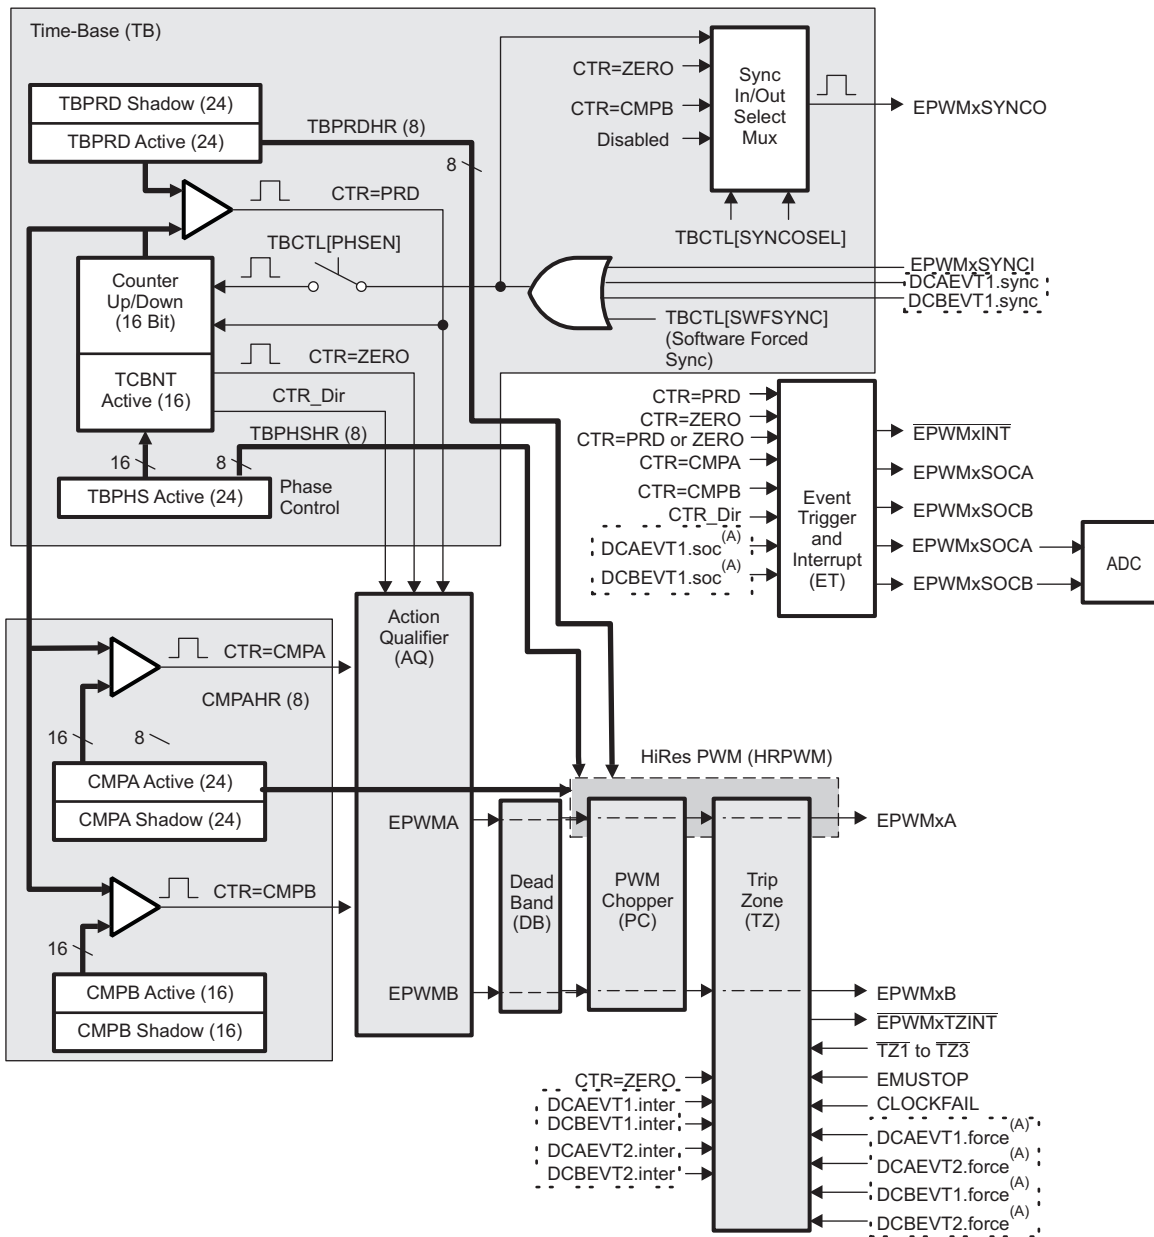 Time-Base (TB)
TBPRD Shadow (24)
TBPRD Active (24)
TBPRDHR (8)
8
CTR=PRD
TBCTL[PHSEN]
Counter
Up/Down
(16 Bit)
TCBNT
Active (16)
CTR=ZERO
CTR_Dir
TBPHSHR (8)
16
8
TBPHS Active (24)
Phase
Control
CTR=ZERO
CTR=CMPB
Disabled
Sync
In/Out
Select
Mux
EPWMxSYNCO
TBCTL[SYNCOSEL]
EPWMxSYNCI
DCAEVT1.sync
DCBEVT1.sync
TBCTL[SWFSYNC]
(Software Forced
Sync)
CTR=PRD
CTR=ZERO
CTR=PRD or ZERO
CTR=CMPA
CTR=CMPB
CTR_Dir
DCAEVT1.soc(A)
DCBEVT1.soc(A)
Event
Trigger
and
Interrupt
(ET)
EPWMxINT
EPWMxSOCA
EPWMxSOCB
EPWMxSOCA
EPWMxSOCB
ADC
Action
Qualifier
(AQ)
CTR=CMPA
CMPAHR (8)
16
8
CMPA Active (24)
CMPA Shadow (24)
CTR=CMPB
16
CMPB Active (16)
CMPB Shadow (16)
EPWMA
EPWMB
HiRes PWM (HRPWM)
Dead
Band
(DB)
PWM
Chopper
(PC)
Trip
Zone
(TZ)
EPWMxA
EPWMxB
EPWMxTZINT
TZ1 to TZ3
EMUSTOP
CLOCKFAIL
DCAEVT1.force(A)
DCAEVT2.force(A)
DCBEVT1.force(A)
DCBEVT2.force(A)
CTR=ZERO
DCAEVT1.inter
DCBEVT1.inter
DCAEVT2.inter
DCBEVT2.inter